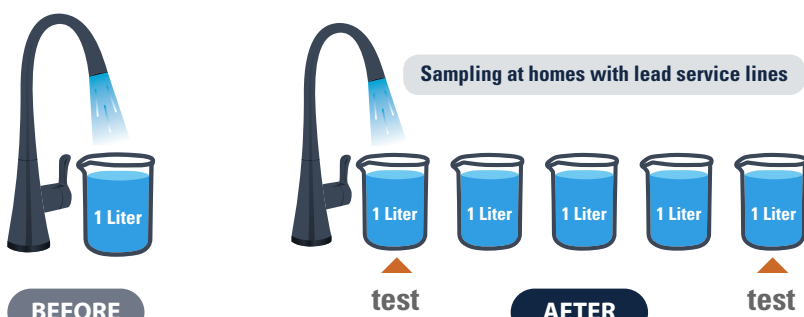 Sampling at homes with lead service lines
1 Liter
1 Liter
1 Liter
1 Liter
1 Liter
1 Liter
test
test
BEFORE
AFTER